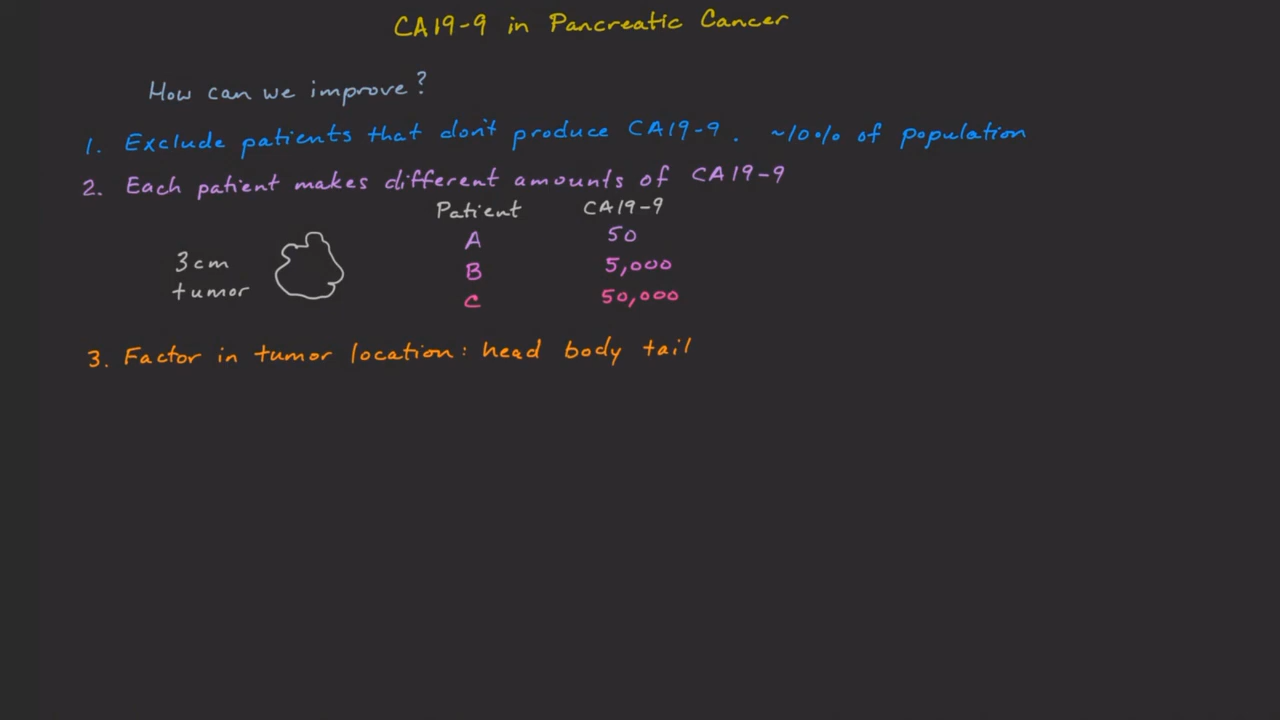 CA19-9 in Pancreatic Cancer
How can we improve?
1. Exclude patients that don't produce CA19-9. ~10% of population
2. Each patient makes different amounts of CA19-9
Patient CA19-9
A 50
3cm
B 5,000
tumor
C 50,000
3. Factor in tumor location: head body tail